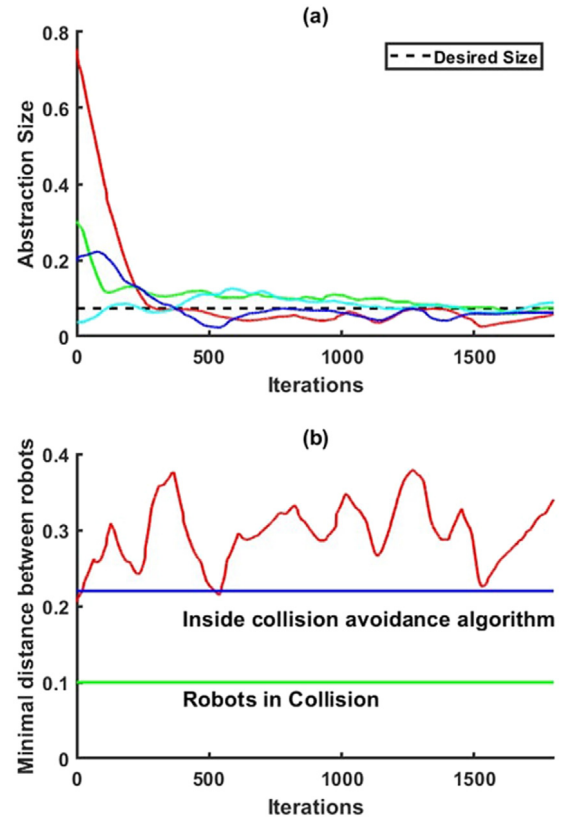 (a)
0.8
0.6
0.4
0.2
0
Abstraction Size
Desired Size
0 500 1000 1500
Iterations
(b)
0.4
0.3
0.2
0.1
0
Minimal distance between robots
Inside collision avoidance algorithm
Robots in Collision
0 500 1000 1500
Iterations